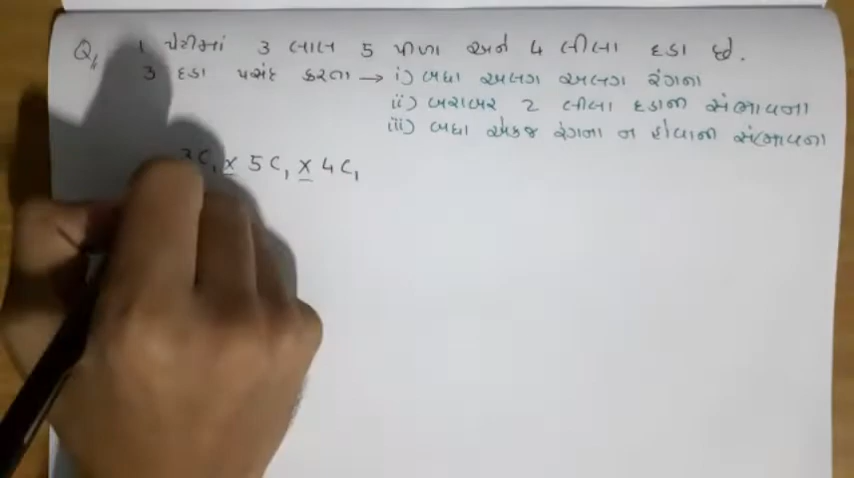 Q,, 1 પેટીમાં 3 લાલ 5 પીળા અને 4 લીલા દડા છે.
3 દડા પસંદ કરતા → i) બધા અલગ અલગ રંગના
ii) બરાબર 2 લીલા દડાની સંભાવના
iii) બધા એકજ રંગના ન હોવાની સંભાવના
3C₁ × 5C₁ × 4C₁